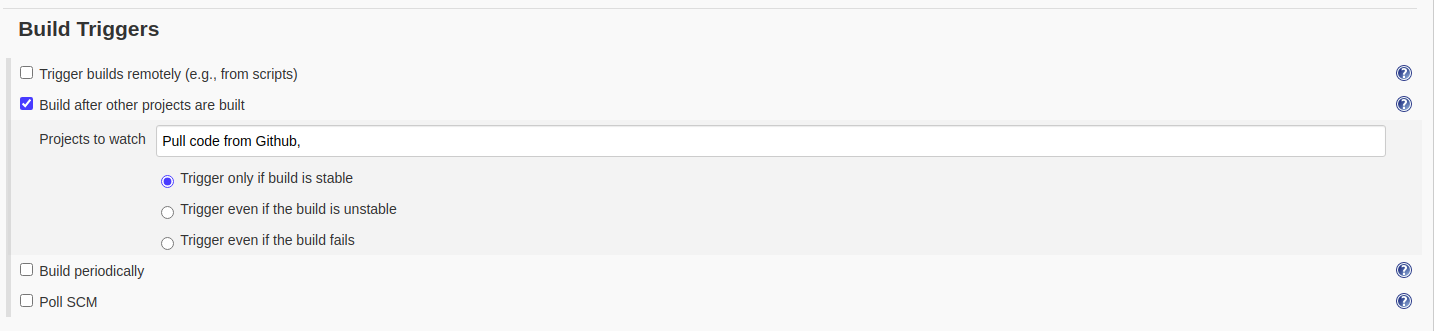 Build Triggers
Trigger builds remotely (e.g., from scripts)
Build after other projects are built
Projects to watch Pull code from Github,
Trigger only if build is stable
Trigger even if the build is unstable
Trigger even if the build fails
Build periodically
Poll SCM